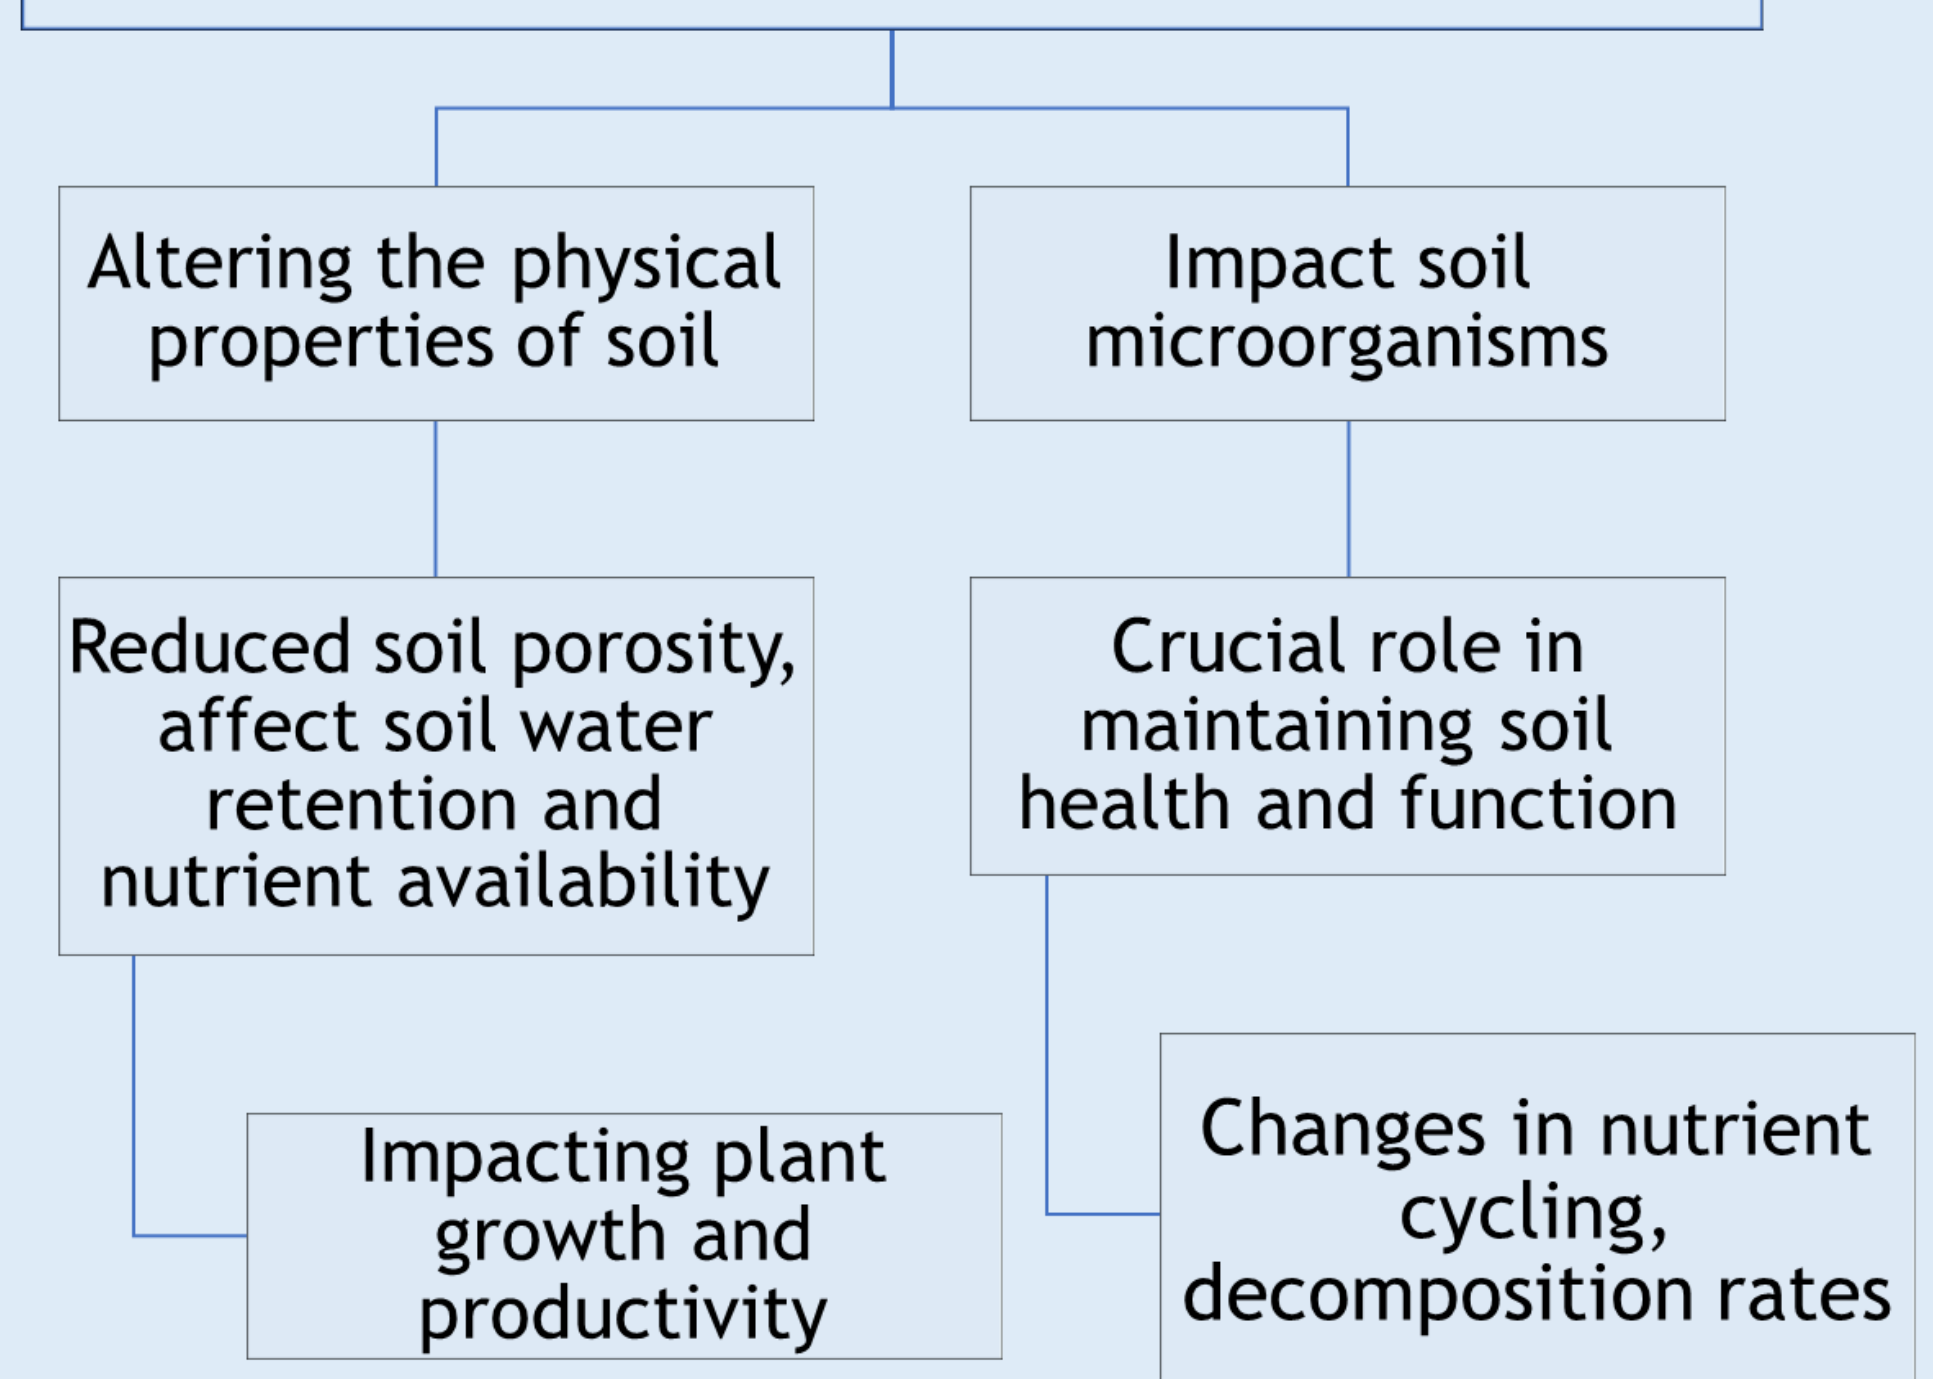 Altering the physical
properties of soil
Impact soil
microorganisms
Reduced soil porosity,
affect soil water
retention and
nutrient availability
Crucial role in
maintaining soil
health and function
Impacting plant
growth and
productivity
Changes in nutrient
cycling,
decomposition rates